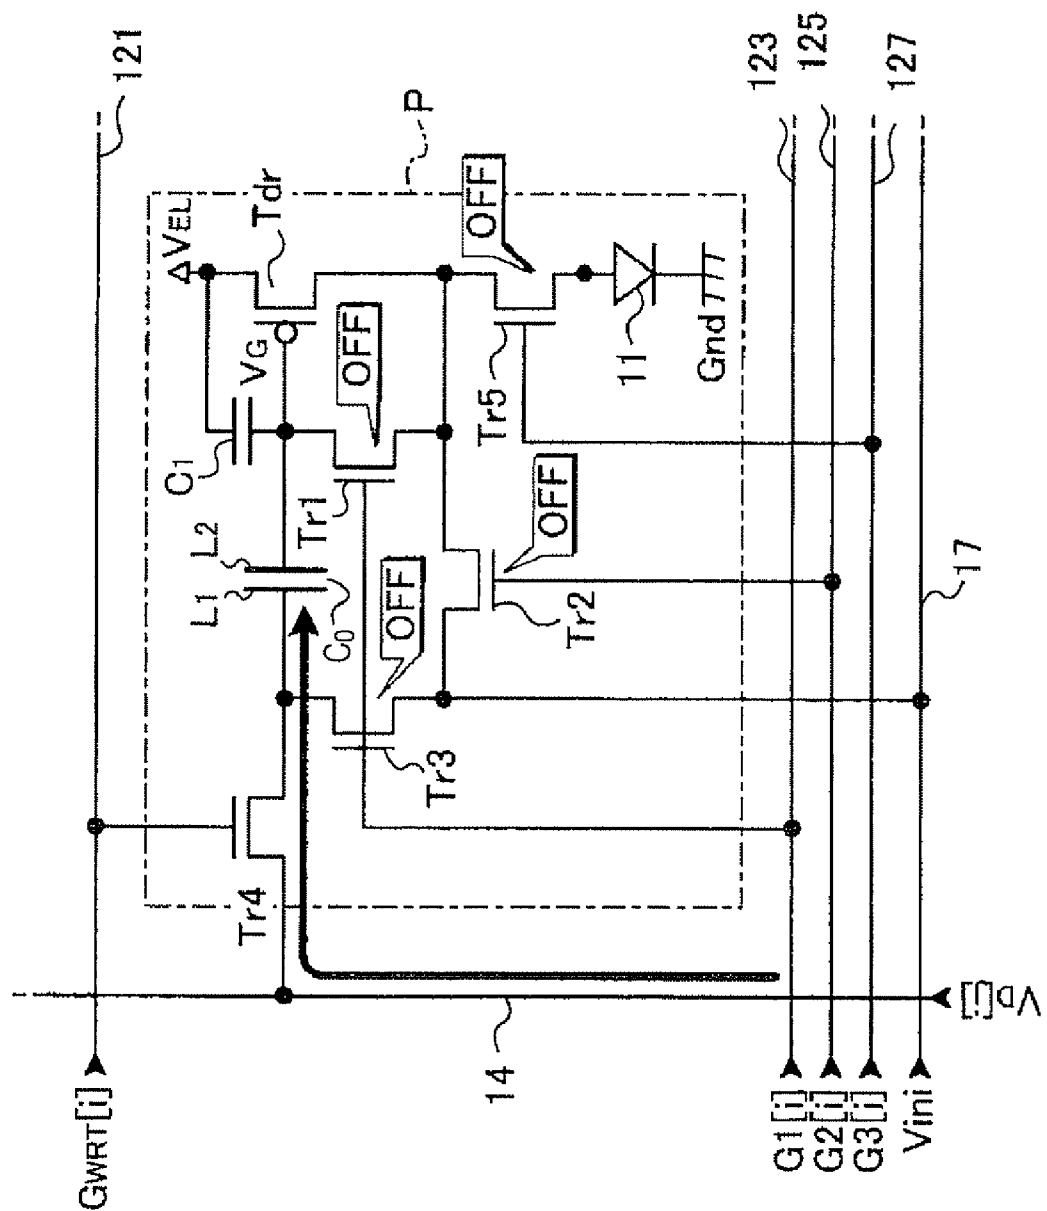 121
P
VEL
Tdr
OFF
VG
C1
OFF
Tr5
11
Gnd
Tr1
L2
L1
C0
OFF
OFF
Tr2
Tr3
Tr4
123
125
127
17
14
GWRT[i]
G1[i]
G2[i]
G3[i]
Vini
VD[j]